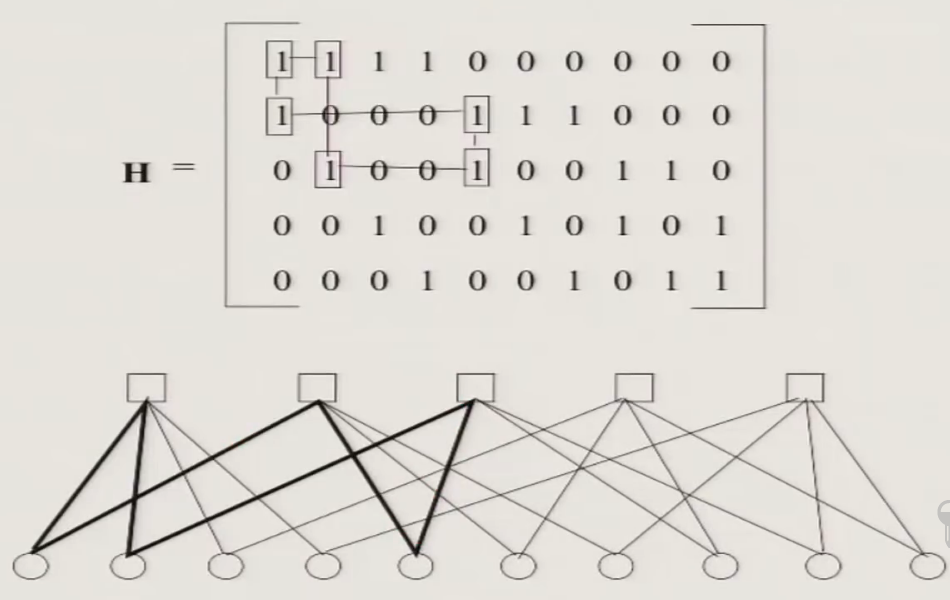 1 1 1 1 0 0 0 0 0 0
1 0 0 0 1 1 1 0 0 0
H = 0 1 0 0 1 0 0 1 1 0
0 0 1 0 0 1 0 1 0 1
0 0 0 1 0 0 1 0 1 1